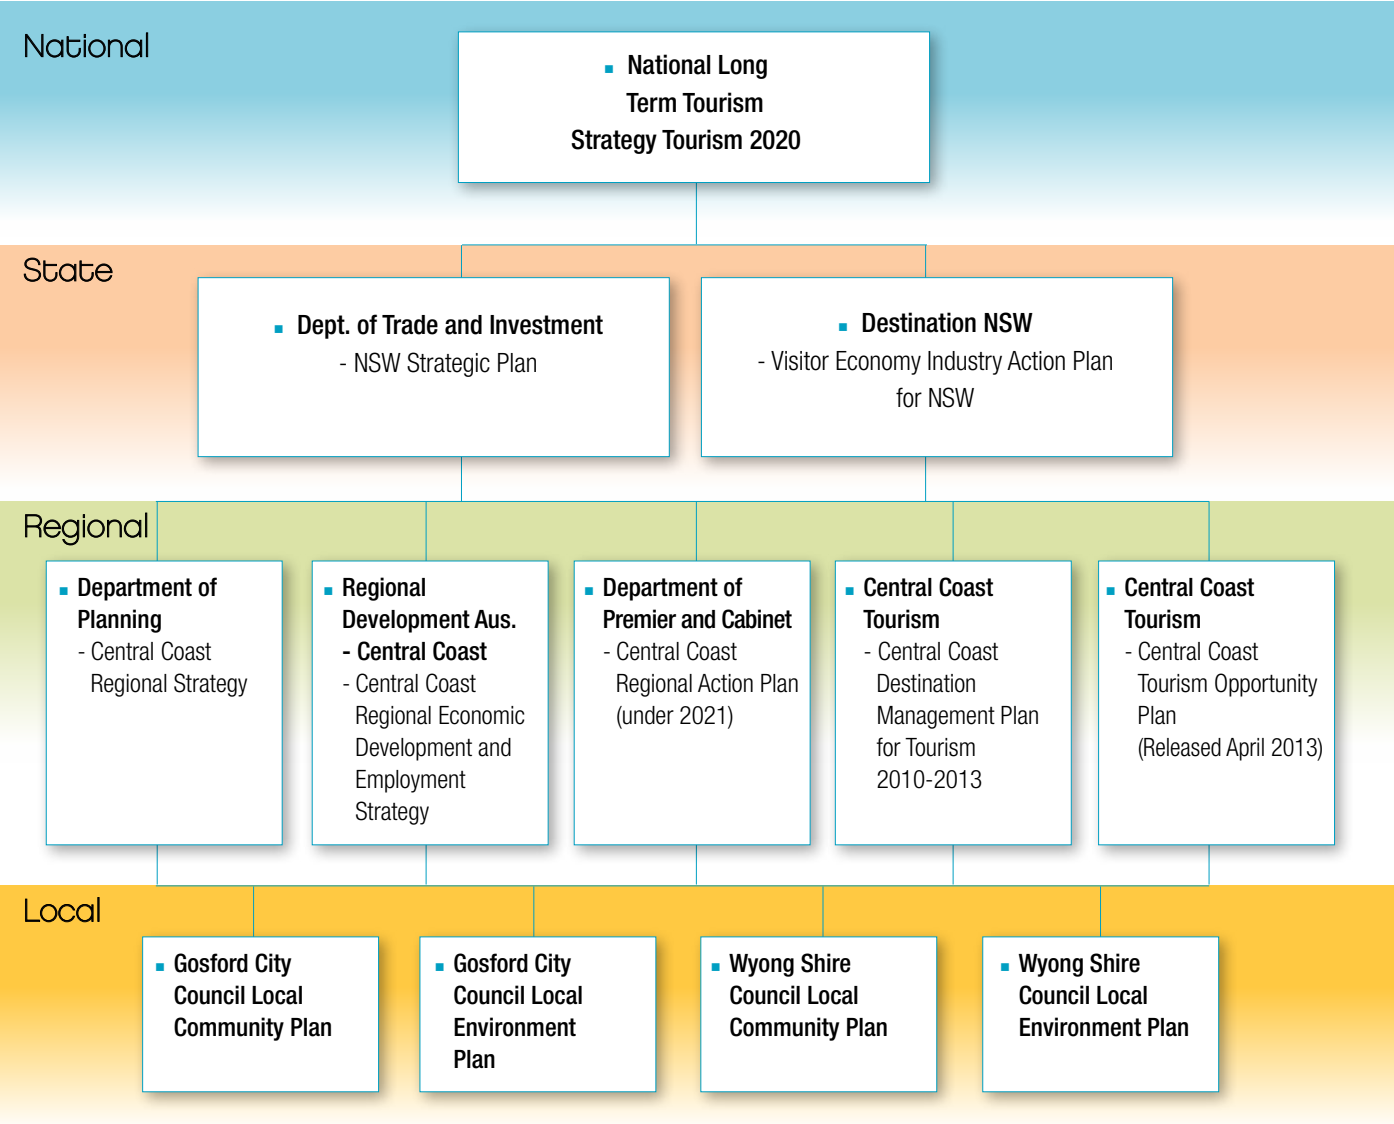 National
▪ National Long
Term Tourism
Strategy Tourism 2020
State
▪ Dept. of Trade and Investment
- NSW Strategic Plan
▪ Destination NSW
- Visitor Economy Industry Action Plan
for NSW
Regional
▪ Department of
Planning
- Central Coast
Regional Strategy
▪ Regional
Development Aus.
- Central Coast
- Central Coast
Regional Economic
Development and
Employment
Strategy
▪ Department of
Premier and Cabinet
- Central Coast
Regional Action Plan
(under 2021)
▪ Central Coast
Tourism
- Central Coast
Destination
Management Plan
for Tourism
2010-2013
▪ Central Coast
Tourism
- Central Coast
Tourism Opportunity
Plan
(Released April 2013)
Local
▪ Gosford City
Council Local
Community Plan
▪ Gosford City
Council Local
Environment
Plan
▪ Wyong Shire
Council Local
Community Plan
▪ Wyong Shire
Council Local
Environment Plan